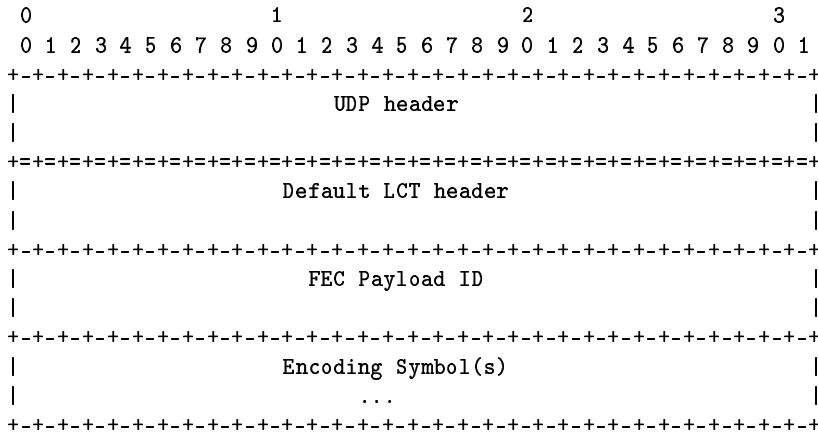 0                   1                   2                   3
0 1 2 3 4 5 6 7 8 9 0 1 2 3 4 5 6 7 8 9 0 1 2 3 4 5 6 7 8 9 0 1
+-+-+-+-+-+-+-+-+-+-+-+-+-+-+-+-+-+-+-+-+-+-+-+-+-+-+-+-+-+-+-+-+
|                         UDP header                            |
|                                                               |
+=+=+=+=+=+=+=+=+=+=+=+=+=+=+=+=+=+=+=+=+=+=+=+=+=+=+=+=+=+=+=+=+
|                     Default LCT header                        |
|                                                               |
+-+-+-+-+-+-+-+-+-+-+-+-+-+-+-+-+-+-+-+-+-+-+-+-+-+-+-+-+-+-+-+-+
|                       FEC Payload ID                          |
|                                                               |
+-+-+-+-+-+-+-+-+-+-+-+-+-+-+-+-+-+-+-+-+-+-+-+-+-+-+-+-+-+-+-+-+
|                     Encoding Symbol(s)                        |
|                           ...                                 |
+-+-+-+-+-+-+-+-+-+-+-+-+-+-+-+-+-+-+-+-+-+-+-+-+-+-+-+-+-+-+-+-+